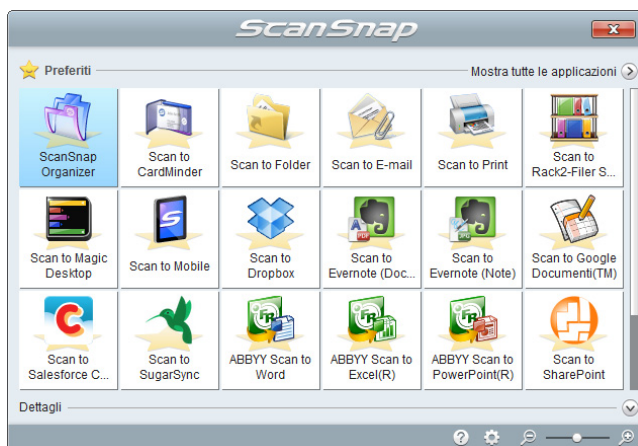 ScanSnap
Preferiti
Mostra tutte le applicazioni
ScanSnap
Organizer
Scan to
CardMinder
Scan to Folder
Scan to E-mail
Scan to Print
Scan to
Rack2-Filer S...
Scan to Magic
Desktop
Scan to Mobile
Scan to
Dropbox
Scan to
Evernote (Doc...
Scan to
Evernote (Note)
Scan to Google
Documenti(TM)
Scan to
Salesforce C...
Scan to
SugarSync
ABBYY Scan to
Word
ABBYY Scan to
Excel(R)
ABBYY Scan to
PowerPoint(R)
Scan to
SharePoint
Dettagli